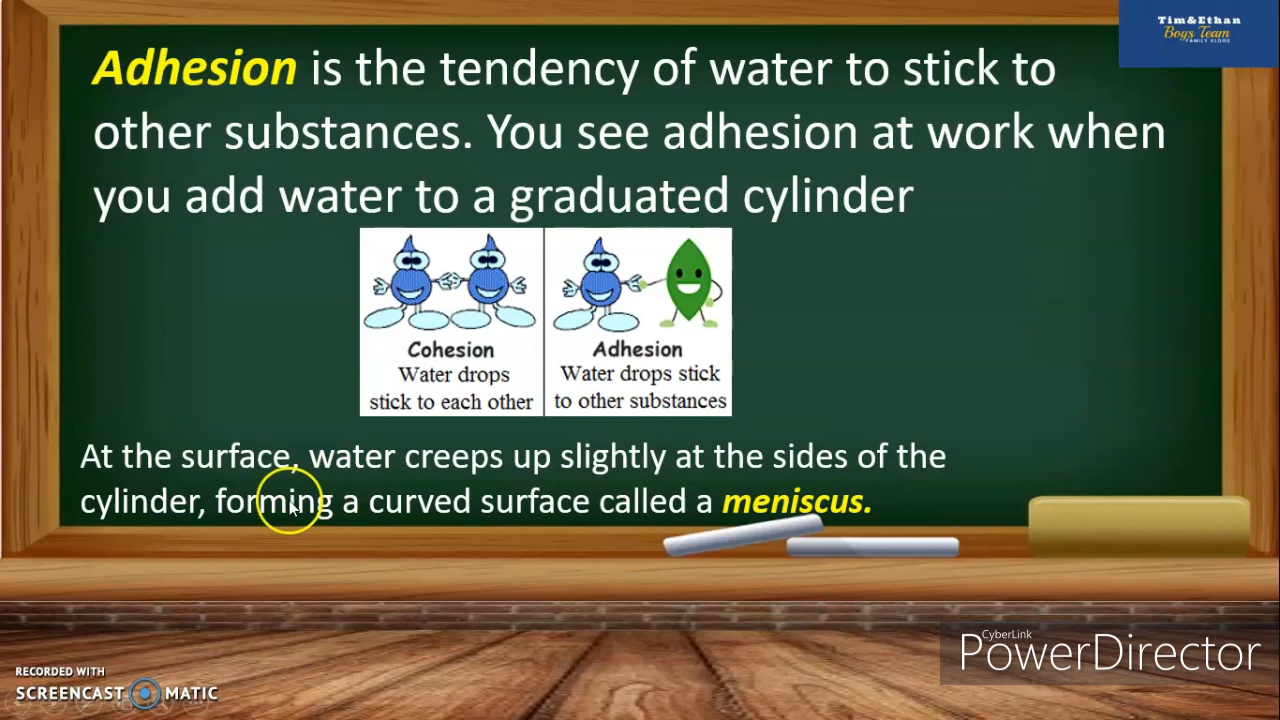 Tim&Ethan
Boys Team
FAMILY VLOGS
Adhesion is the tendency of water to stick to
other substances. You see adhesion at work when
you add water to a graduated cylinder
Cohesion
Water drops
stick to each other
Adhesion
Water drops stick
to other substances
At the surface, water creeps up slightly at the sides of the
cylinder, forming a curved surface called a meniscus.
CyberLink
PowerDirector
RECORDED WITH
SCREENCAST MATIC